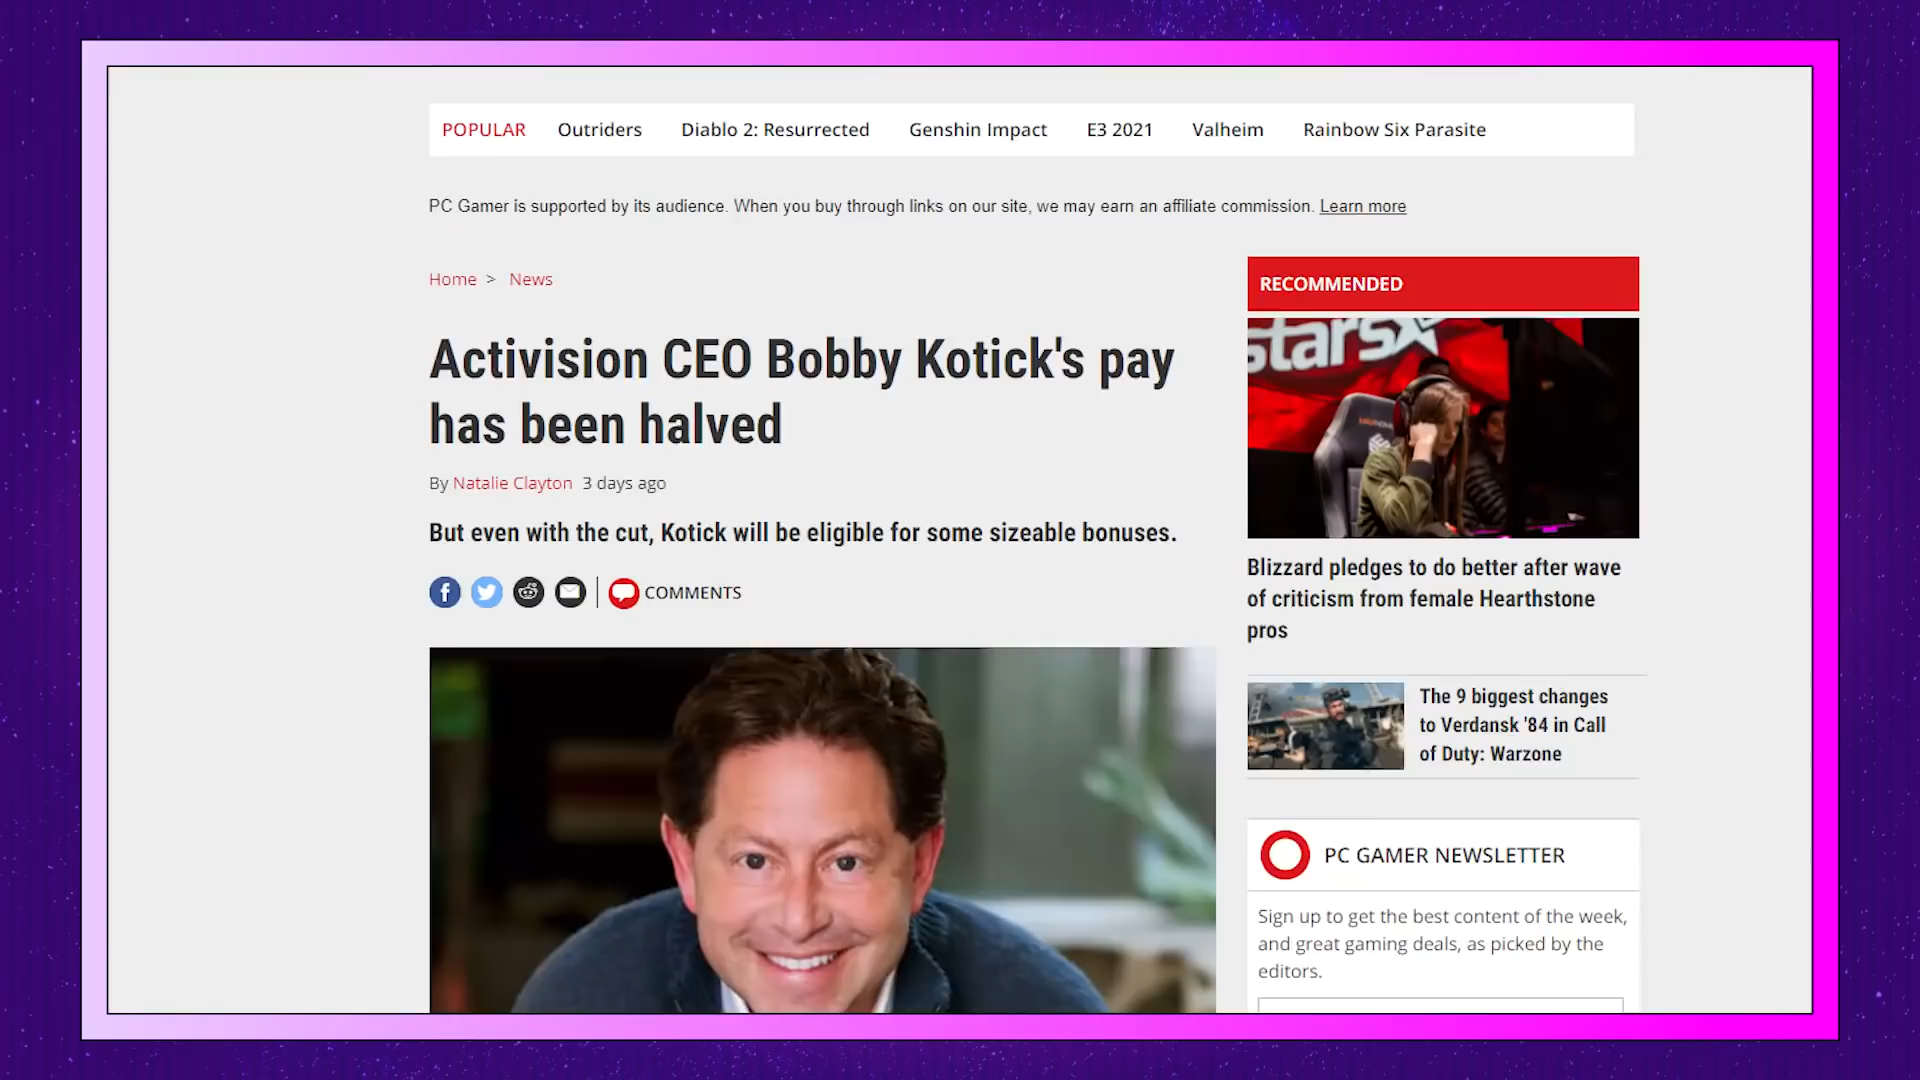 POPULAR Outriders Diablo 2: Resurrected Genshin Impact E3 2021 Valheim Rainbow Six Parasite
PC Gamer is supported by its audience. When you buy through links on our site, we may earn an affiliate commission. Learn more
Home > News
Activision CEO Bobby Kotick's pay
has been halved
By Natalie Clayton 3 days ago
But even with the cut, Kotick will be eligible for some sizeable bonuses.
COMMENTS
RECOMMENDED
stars
Blizzard pledges to do better after wave
of criticism from female Hearthstone
pros
The 9 biggest changes
to Verdansk '84 in Call
of Duty: Warzone
PC GAMER NEWSLETTER
Sign up to get the best content of the week,
and great gaming deals, as picked by the
editors.